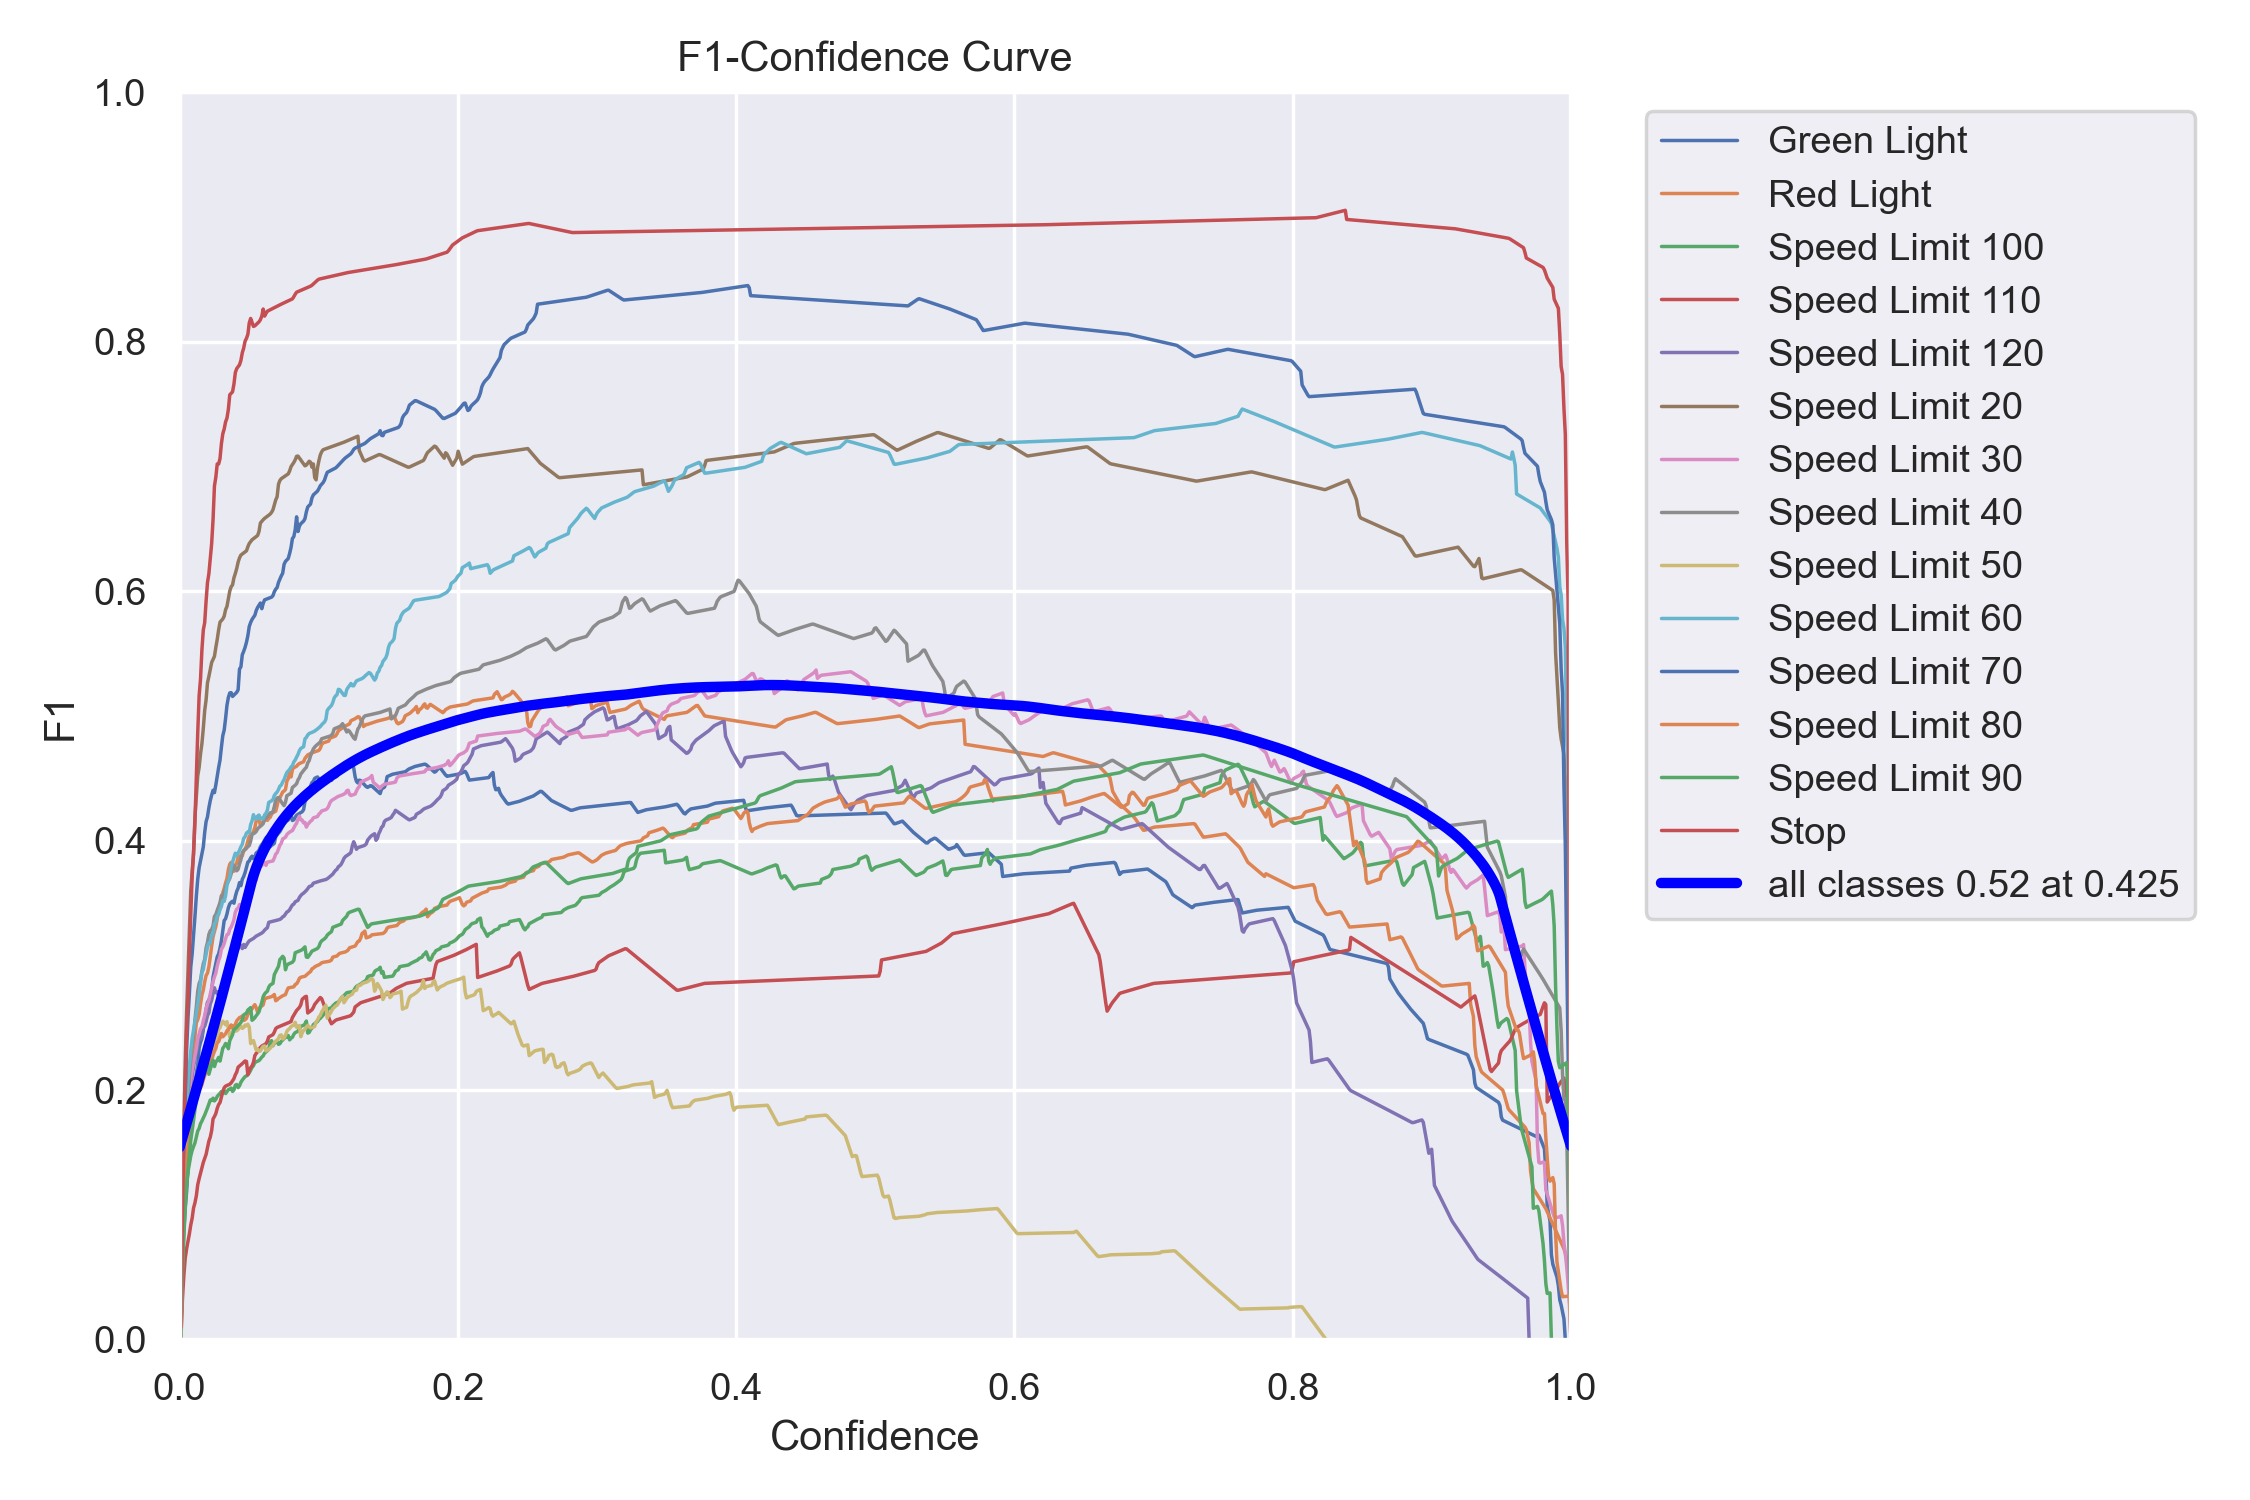 F1-Confidence Curve
1.0
0.8
0.6
0.4
0.2
0.0
F1
0.0 0.2 0.4 0.6 0.8 1.0
Confidence
Green Light
Red Light
Speed Limit 100
Speed Limit 110
Speed Limit 120
Speed Limit 20
Speed Limit 30
Speed Limit 40
Speed Limit 50
Speed Limit 60
Speed Limit 70
Speed Limit 80
Speed Limit 90
Stop
all classes 0.52 at 0.425